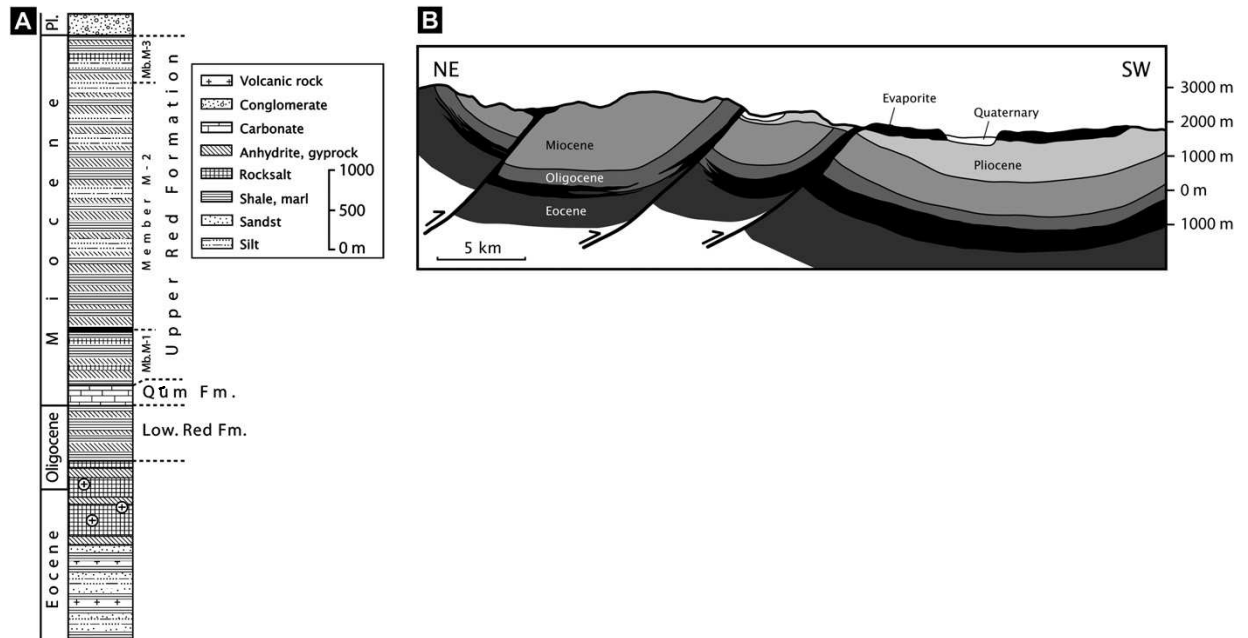 A
Pl.
Miocene
Oligocene
Eocene
Mb.M-3
Member M-2
Mb.M-1
Upper Red Formation
Qum Fm.
Low. Red Fm.
Volcanic rock
Conglomerate
Carbonate
Anhydrite, gyprock
Rocksalt
Shale, marl
Sandst
Silt
1000
500
0 m
B
NE
SW
Evaporite
Quaternary
Miocene
Oligocene
Eocene
Pliocene
3000 m
2000 m
1000 m
0 m
1000 m
5 km